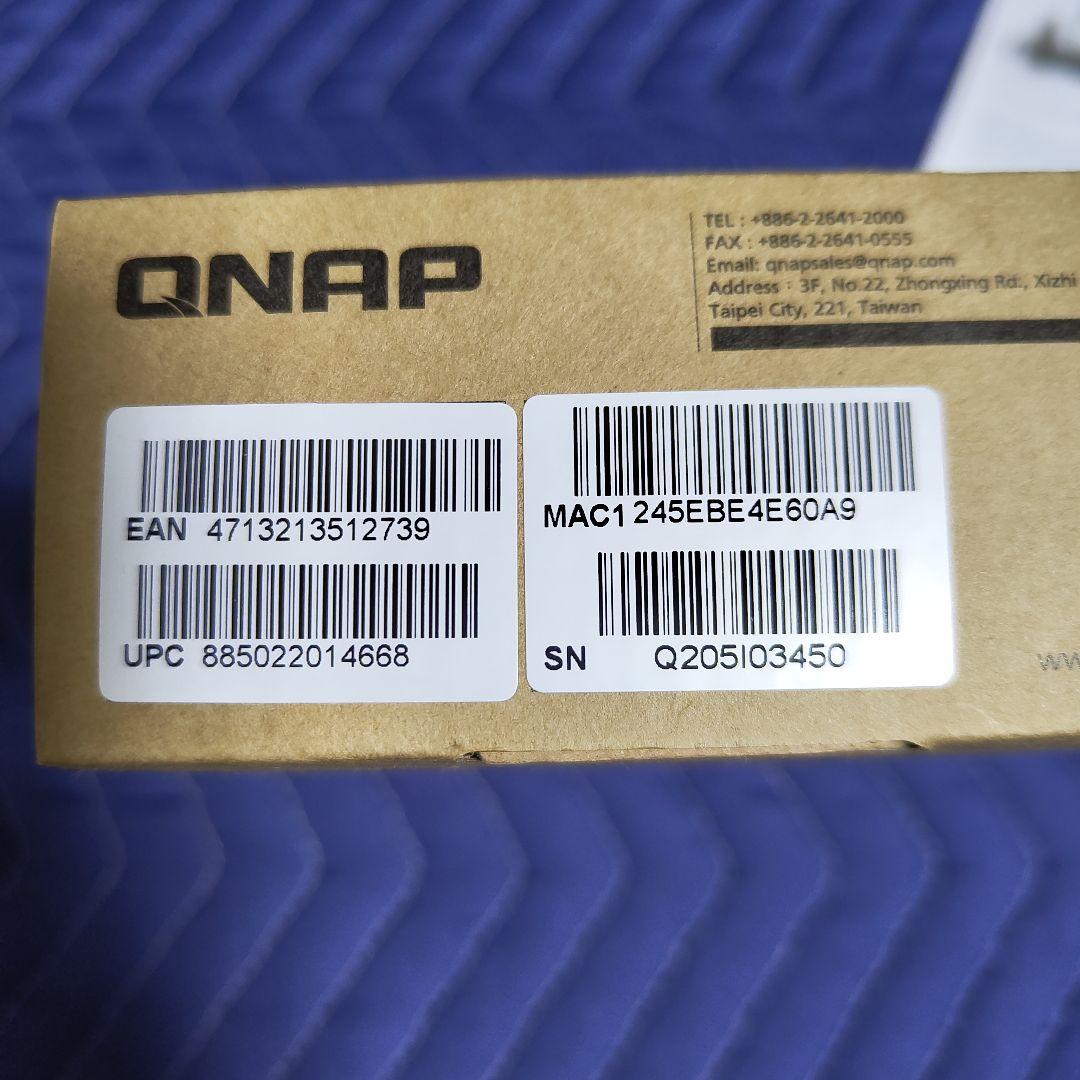 QNAP
TEL : +886-2-2641-2000
FAX : +886-2-2641-0555
Email: qnapsales@qnap.com
Address : 3F, No.22, Zhongxing Rd., Xizhi
Taipei City, 221, Taiwan
EAN 4713213512739
UPC 885022014668
MAC1 245EBE4E60A9
SN Q205I03450